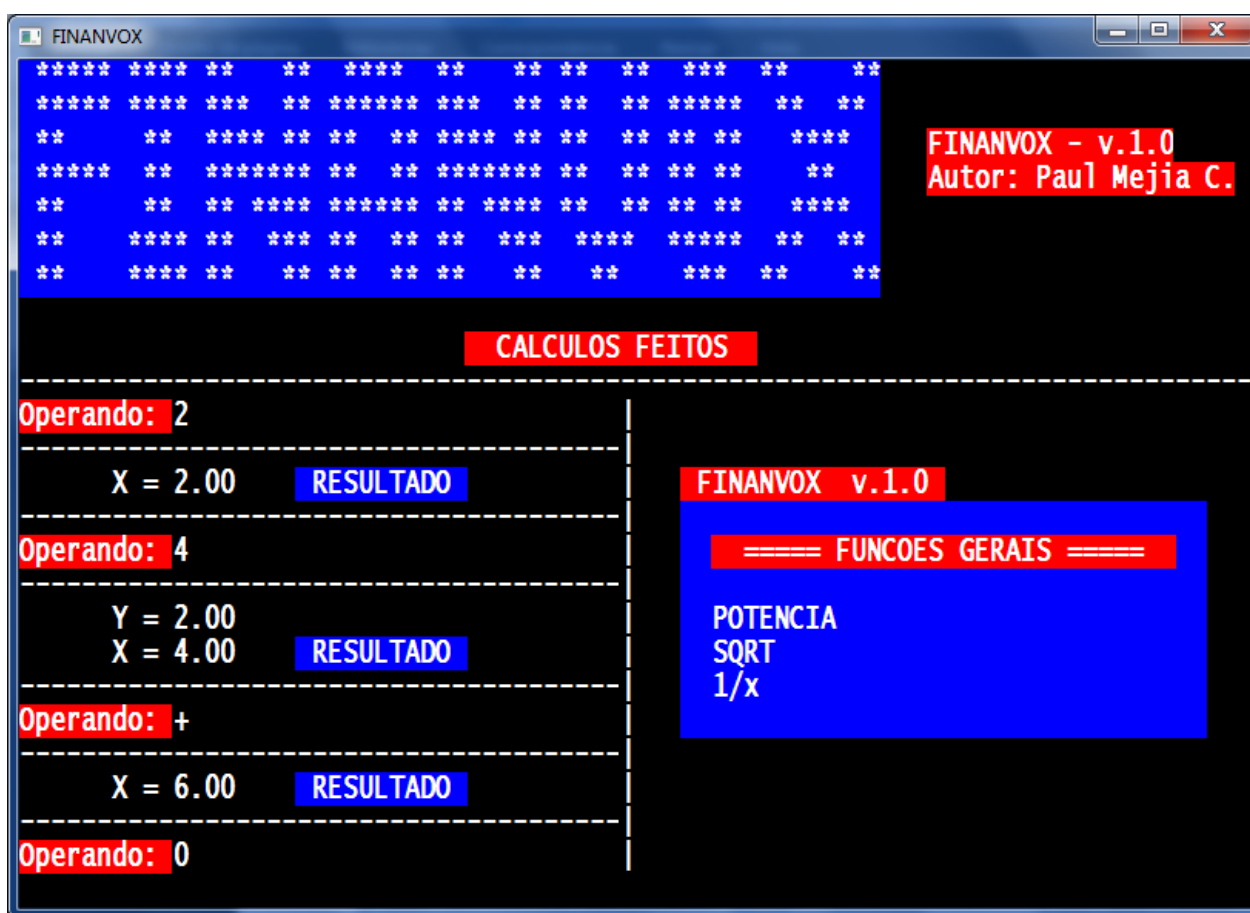 FINANVOX
***** **** **   **  ****  **   ** **  **  ***  **    **
***** **** ***  ** ****** ***  ** **  ** *****  **  **
**     **  **** ** **  ** **** ** **  ** ** **   ****
*****  **  ******* **  ** ******* **  ** ** **    **
**     **  ** **** ****** ** **** **  ** ** **   ****
**    **** **  *** **  ** **  ***  ****  *****  **  **
**    **** **   ** **  ** **   **   **    ***  **    **
FINANVOX - v.1.0
Autor: Paul Mejia C.
CALCULOS FEITOS
Operando: 2
X = 2.00 RESULTADO
Operando: 4
Y = 2.00
X = 4.00 RESULTADO
Operando: +
X = 6.00 RESULTADO
Operando: 0
FINANVOX v.1.0
===== FUNCOES GERAIS =====
POTENCIA
SQRT
1/x